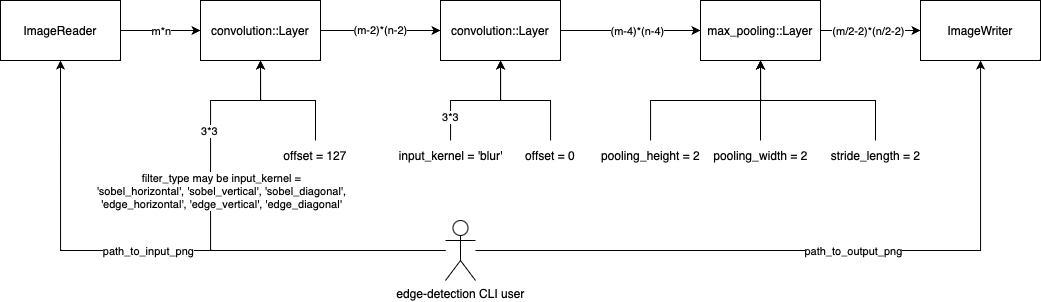 ImageReader
m*n
convolution::Layer
(m-2)*(n-2)
convolution::Layer
(m-4)*(n-4)
max_pooling::Layer
(m/2-2)*(n/2-2)
ImageWriter
3*3
offset = 127
filter_type may be input_kernel =
'sobel_horizontal', 'sobel_vertical', 'sobel_diagonal',
'edge_horizontal', 'edge_vertical', 'edge_diagonal'
3*3
input_kernel = 'blur'
offset = 0
pooling_height = 2
pooling_width = 2
stride_length = 2
path_to_input_png
path_to_output_png
edge-detection CLI user